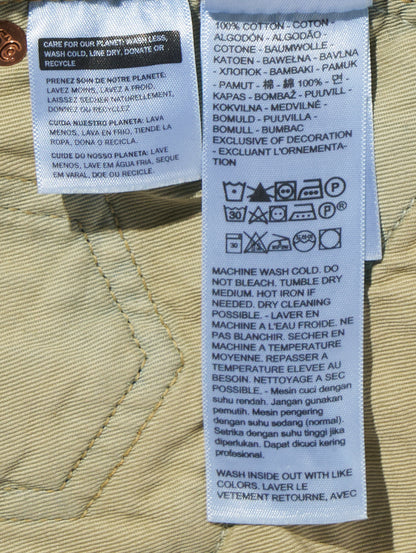 CARE FOR OUR PLANET: WASH LESS,
WASH COLD, LINE DRY, DONATE OR
RECYCLE
PRENEZ SOIN DE NOTRE PLANETE:
LAVEZ MOINS, LAVEZ A FROID,
LAISSEZ SECHER NATURELLEMENT,
DONNEZ OU RECYCLEZ
CUIDA NUESTRO PLANETA: LAVA
MENOS, LAVA EN FRIO, TIENDE LA
ROPA, DONA O RECICLA.
CUIDE DO NOSSO PLANETA: LAVE
MENOS, LAVE EM ÁGUA FRIA, SEQUE
EM VARAL, DOE OU RECICLE.
100% COTTON - COTON -
ALGODÓN - ALGODÃO -
COTONE - BAUMWOLLE -
KATOEN - BAWEŁNA - BAVLNA
- ХЛОПОК - BAMBAKI - PAMUK
- PAMUT - 棉 - 綿 100% - 면 -
KAPAS - BOMBAŽ - PUUVILL -
KOKVILNA - MEDVILNĖ -
BOMULD - PUUVILLA -
BOMULL - BUMBAC
EXCLUSIVE OF DECORATION
- EXCLUANT L'ORNEMENTA-
TION
P
30 P
30
MACHINE WASH COLD. DO
NOT BLEACH. TUMBLE DRY
MEDIUM. HOT IRON IF
NEEDED. DRY CLEANING
POSSIBLE. - LAVER EN
MACHINE A L'EAU FROIDE. NE
PAS BLANCHIR. SECHER EN
MACHINE A TEMPERATURE
MOYENNE. REPASSER A
TEMPERATURE ELEVEE AU
BESOIN. NETTOYAGE A SEC
POSSIBLE. - Mesin cuci dengan
suhu rendah. Jangan gunakan
pemutih. Mesin pengering
dengan suhu sedang (normal).
Setrika dengan suhu tinggi jika
diperlukan. Dapat dicuci kering
profesional.
WASH INSIDE OUT WITH LIKE
COLORS. LAVER LE
VETEMENT RETOURNE, AVEC